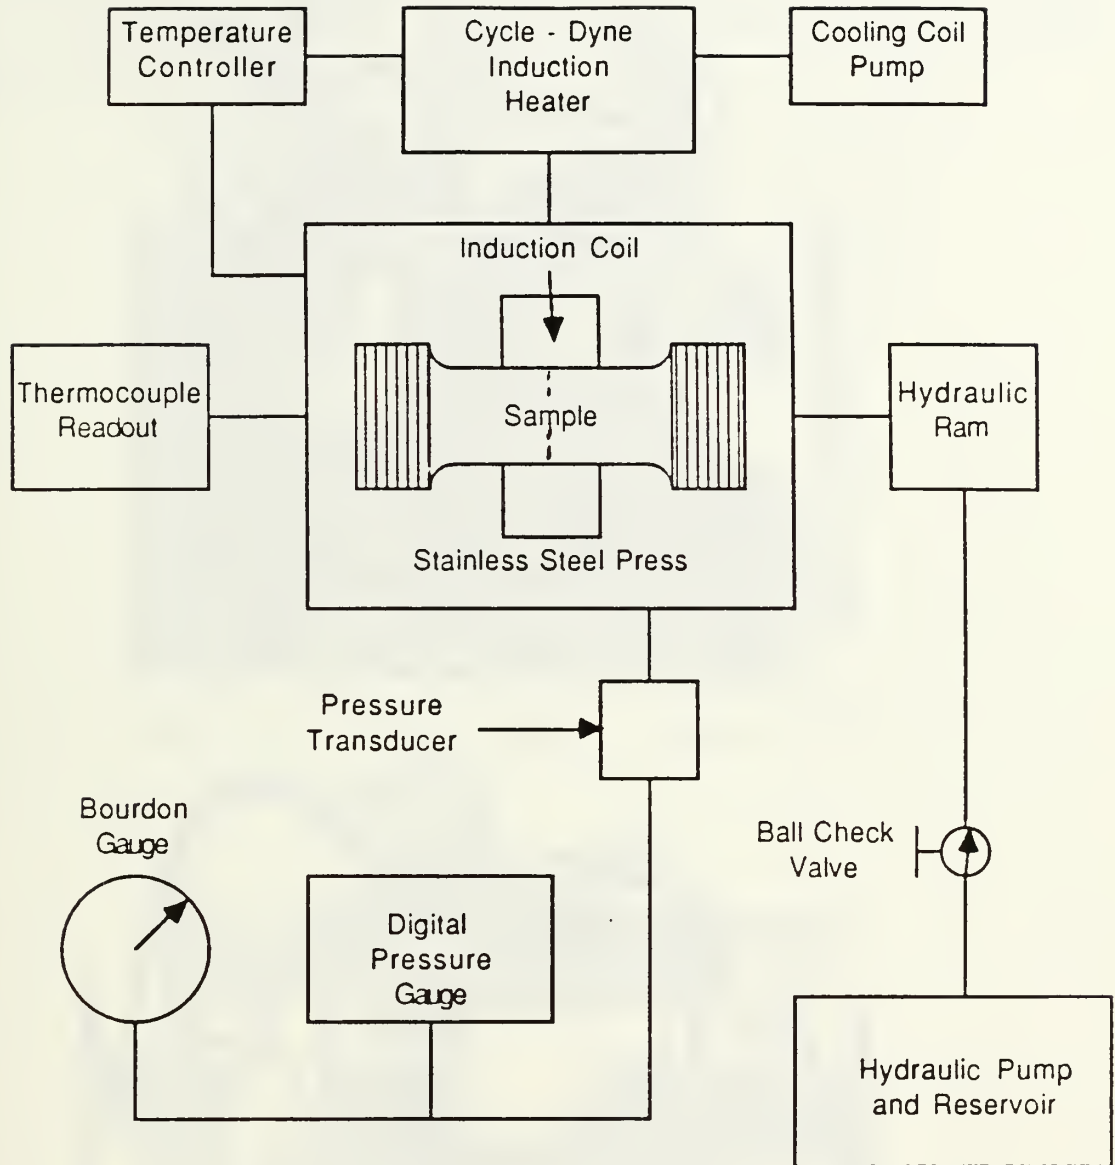 Temperature
Controller
Cycle - Dyne
Induction
Heater
Cooling Coil
Pump
Induction Coil
Thermocouple
Readout
Sample
Hydraulic
Ram
Stainless Steel Press
Pressure
Transducer
Bourdon
Gauge
Ball Check
Valve
Digital
Pressure
Gauge
Hydraulic Pump
and Reservoir